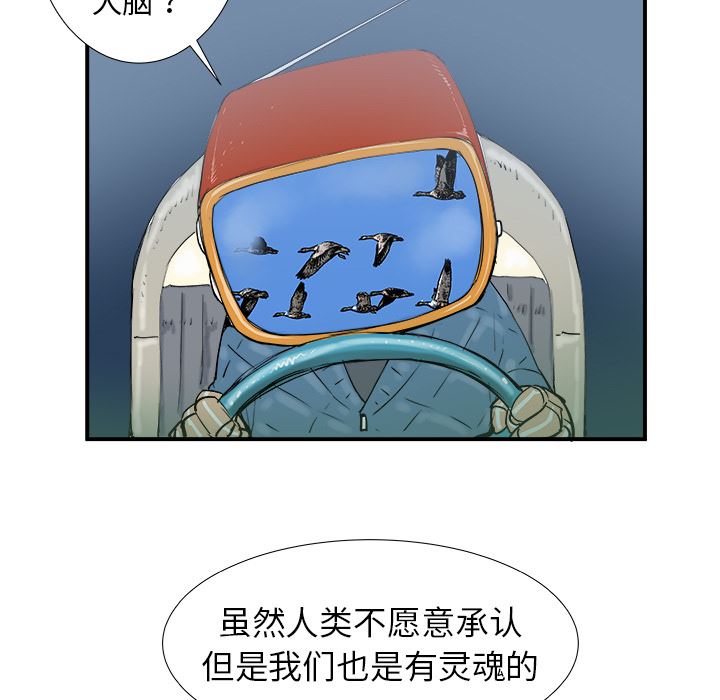 大脑？
虽然人类不愿意承认
但是我们也是有灵魂的